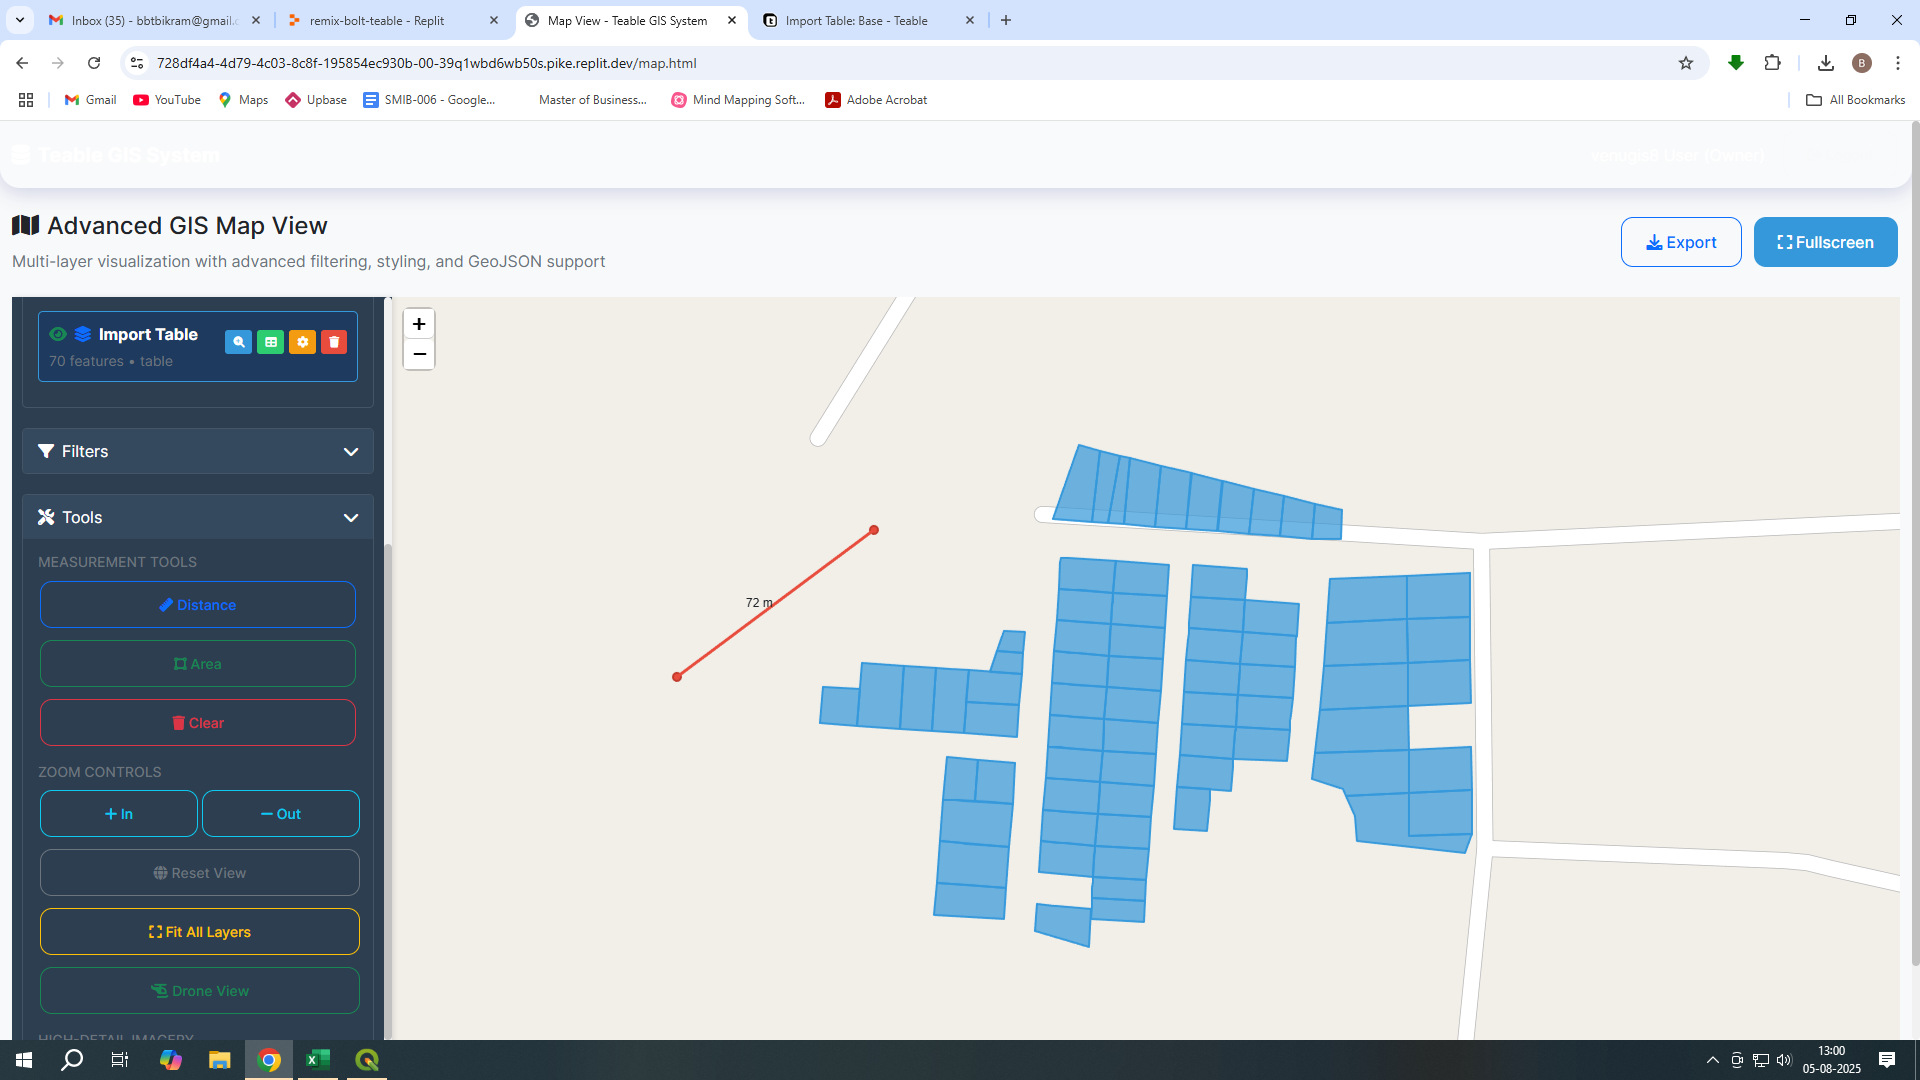 Inbox (35) - bbtbikram@gmail.c
remix-bolt-teable - Replit
Map View - Teable GIS System
Import Table: Base - Teable
728df4a4-4d79-4c03-8c8f-195854ec930b-00-39q1wbd6wb50s.pike.replit.dev/map.html
B
Gmail
YouTube
Maps
Upbase
SMIB-006 - Google...
Master of Business...
Mind Mapping Soft...
Adobe Acrobat
All Bookmarks
Teable GIS System
Advanced GIS Map View
Multi-layer visualization with advanced filtering, styling, and GeoJSON support
Export
Fullscreen
Import Table
70 features • table
Filters
Tools
MEASUREMENT TOOLS
Distance
Area
Clear
ZOOM CONTROLS
+ In
− Out
Reset View
Fit All Layers
Drone View
HIGH-DETAIL IMAGERY
+
−
72 m
13:00
05-08-2025